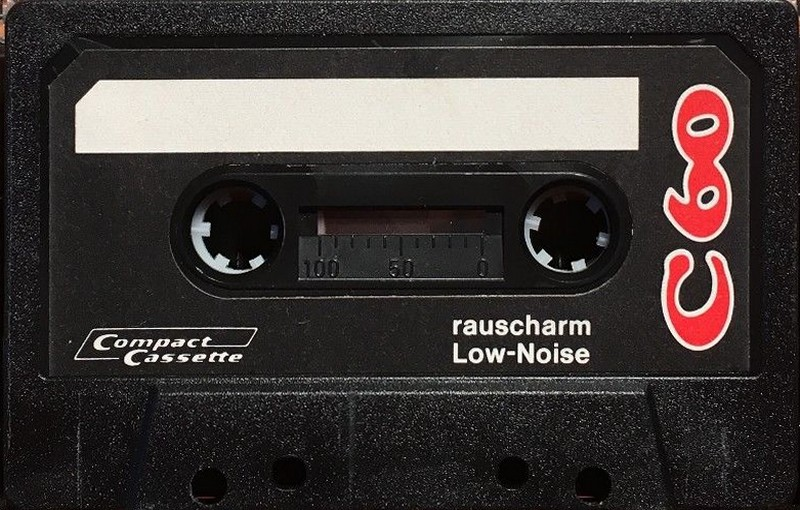 C60
100 50 0
Compact
Cassette
rauscharm
Low-Noise